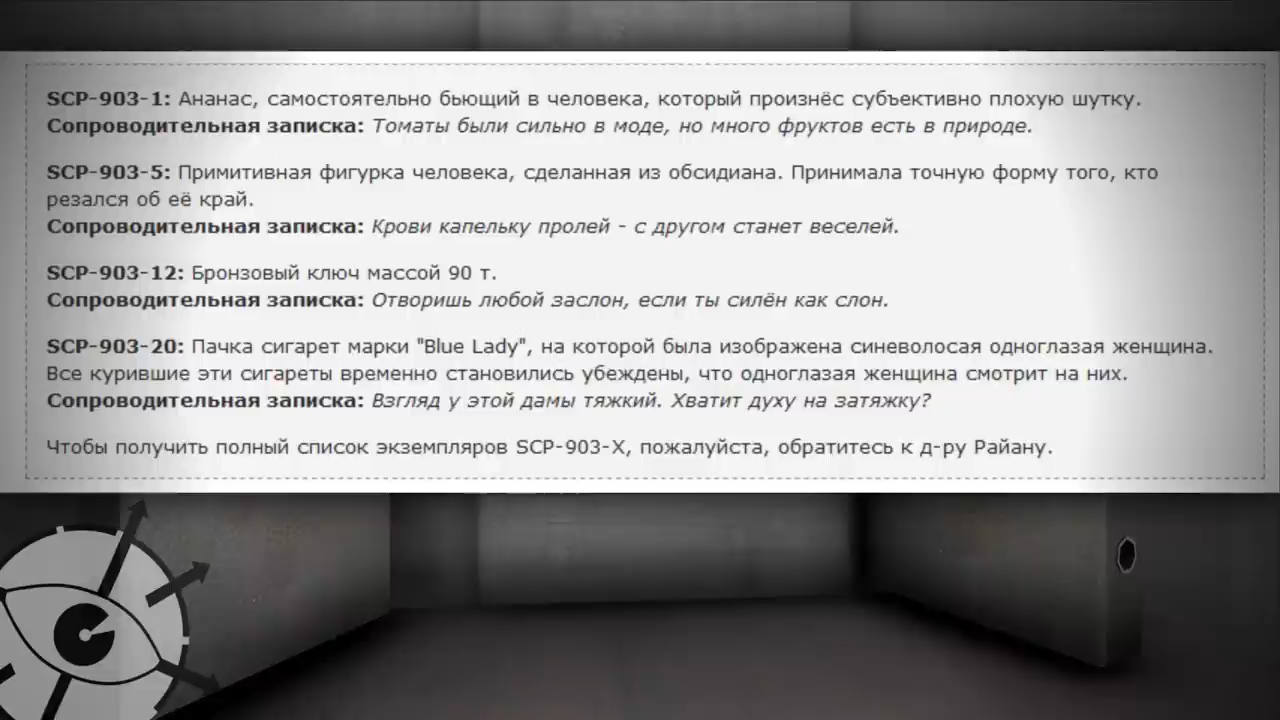 SCP-903-1: Ананас, самостоятельно бьющий в человека, который произнёс субъективно плохую шутку.
Сопроводительная записка: Томаты были сильно в моде, но много фруктов есть в природе.
SCP-903-5: Примитивная фигурка человека, сделанная из обсидиана. Принимала точную форму того, кто
резался об её край.
Сопроводительная записка: Крови капельку пролей - с другом станет веселей.
SCP-903-12: Бронзовый ключ массой 90 т.
Сопроводительная записка: Отворишь любой заслон, если ты силён как слон.
SCP-903-20: Пачка сигарет марки "Blue Lady", на которой была изображена синеволосая одноглазая женщина.
Все курившие эти сигареты временно становились убеждены, что одноглазая женщина смотрит на них.
Сопроводительная записка: Взгляд у этой дамы тяжкий. Хватит духу на затяжку?
Чтобы получить полный список экземпляров SCP-903-X, пожалуйста, обратитесь к д-ру Райану.